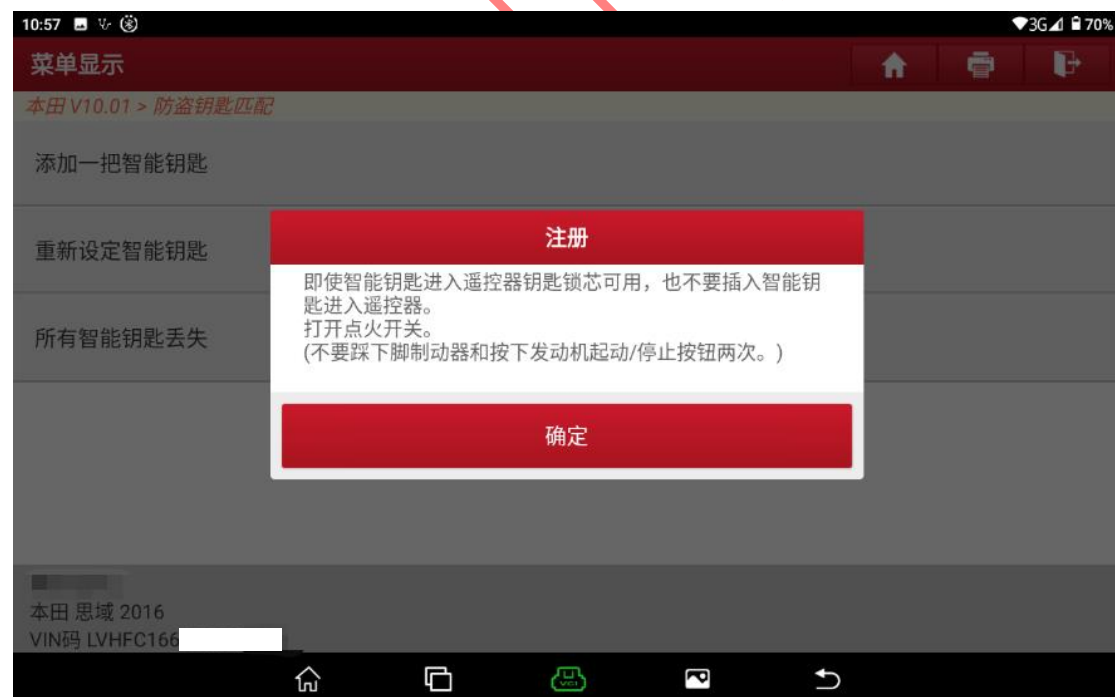 10:57
3G
70%
菜单显示
本田 V10.01 > 防盗钥匙匹配
添加一把智能钥匙
重新设定智能钥匙
所有智能钥匙丢失
注册
即使智能钥匙进入遥控器钥匙锁芯可用，也不要插入智能钥
匙进入遥控器。
打开点火开关。
(不要踩下脚制动器和按下发动机起动/停止按钮两次。)
确定
本田 思域 2016
VIN码 LVHFC166
VCI